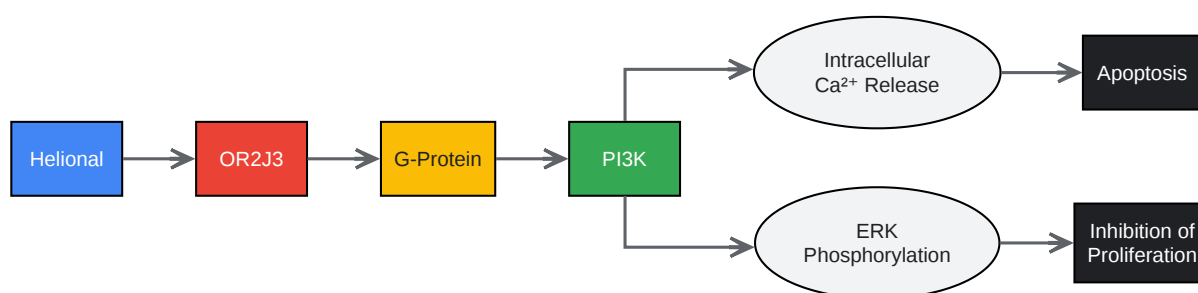 Helional
OR2J3
G-Protein
PI3K
Intracellular
Ca²⁺ Release
Apoptosis
ERK
Phosphorylation
Inhibition of
Proliferation